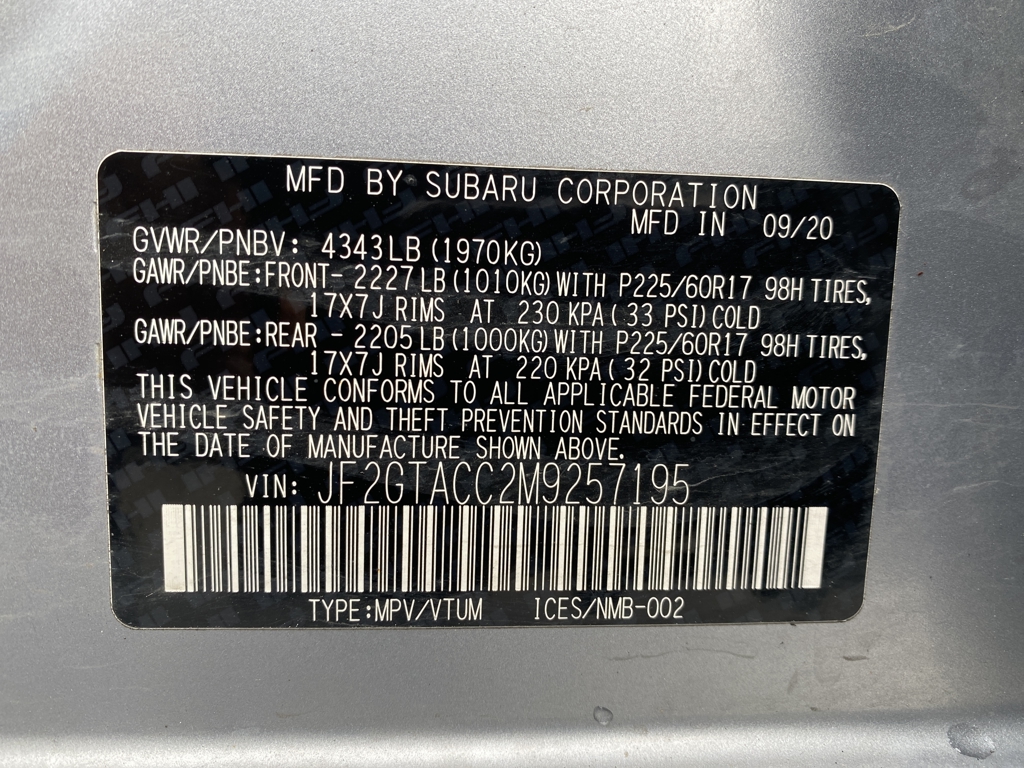 MFD BY SUBARU CORPORATION
MFD IN 09/20
GVWR/PNBV: 4343LB(1970KG)
GAWR/PNBE:FRONT-2227LB(1010KG)WITH P225/60R17 98H TIRES,
17X7J RIMS AT 230 KPA(33 PSI)COLD
GAWR/PNBE:REAR -2205LB(1000KG)WITH P225/60R17 98H TIRES,
17X7J RIMS AT 220 KPA(32 PSI)COLD
THIS VEHICLE CONFORMS TO ALL APPLICABLE FEDERAL MOTOR
VEHICLE SAFETY AND THEFT PREVENTION STANDARDS IN EFFECT ON
THE DATE OF MANUFACTURE SHOWN ABOVE.
VIN: JF2GTACC2M9257195
TYPE:MPV/VTUM ICES/NMB-002